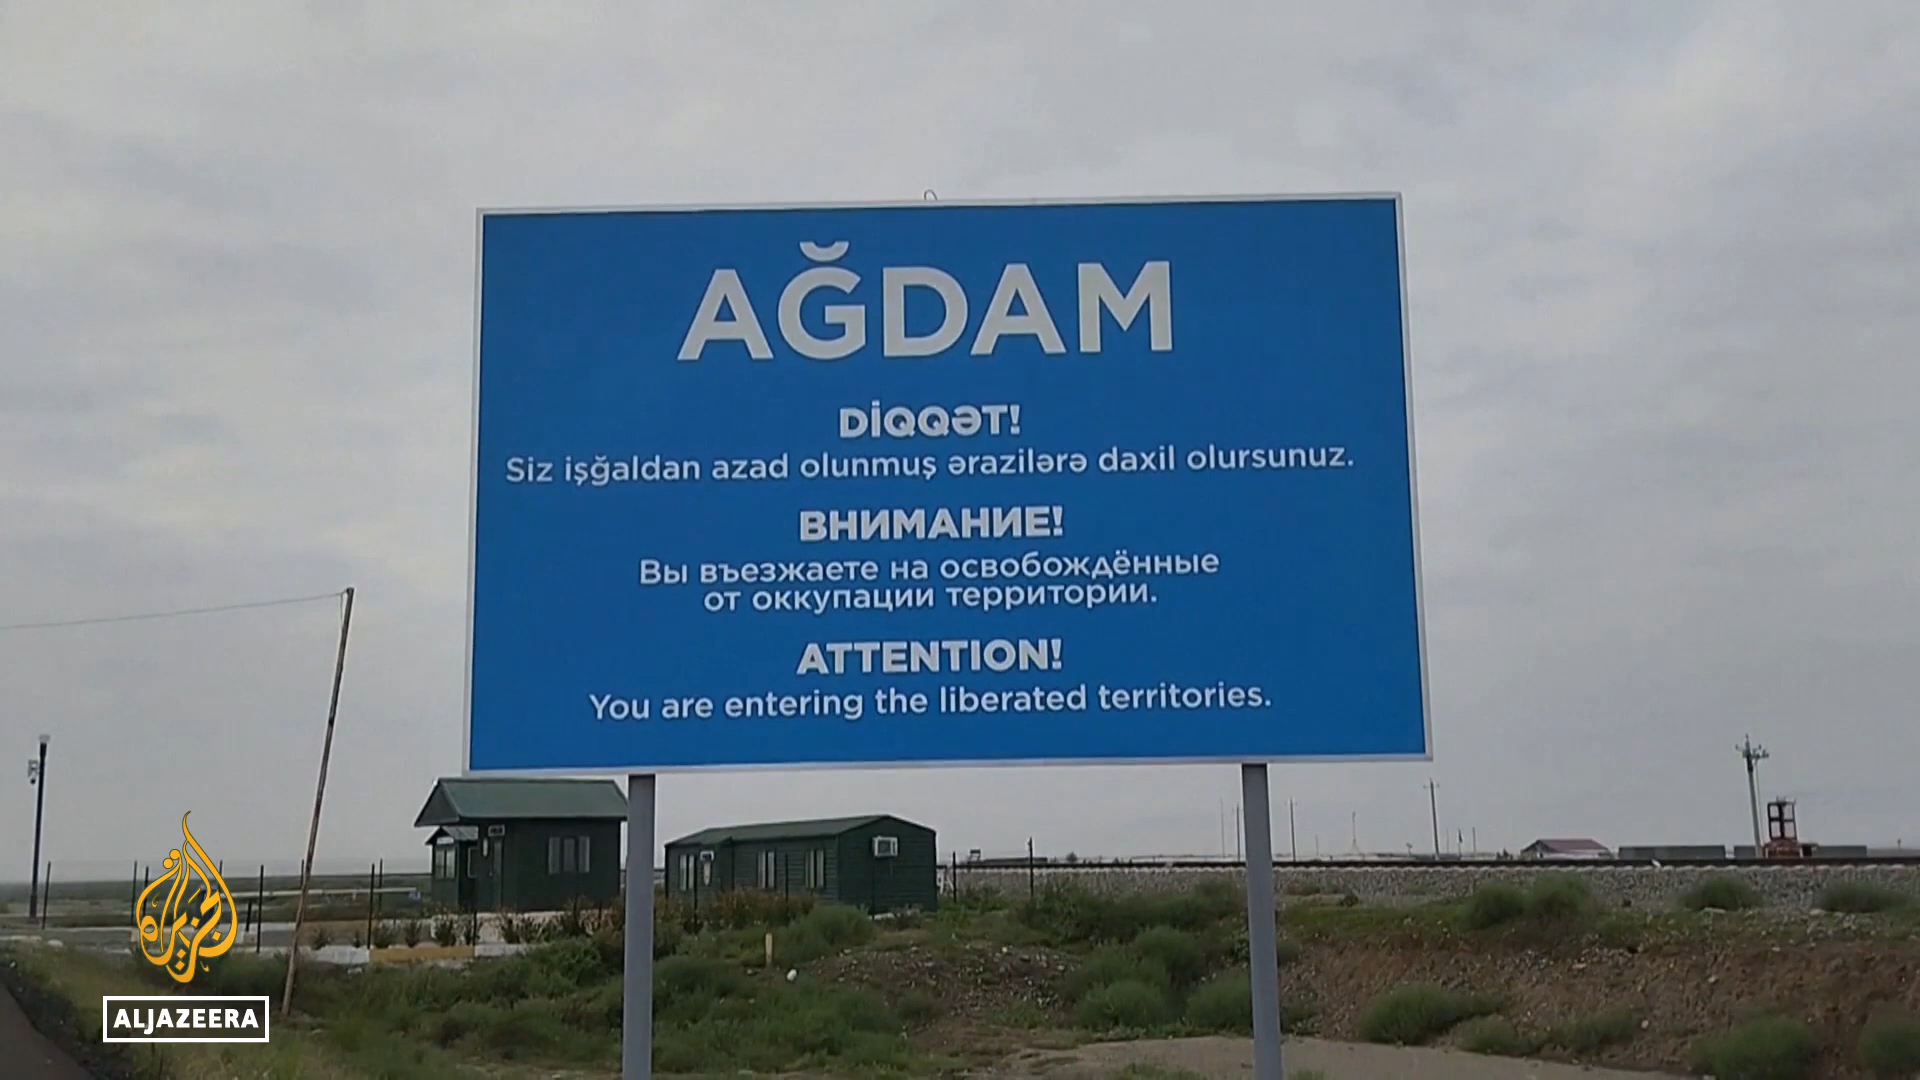 AĞDAM
DİQQƏT!
Siz işğaldan azad olunmuş ərazilərə daxil olursunuz.
ВНИМАНИЕ!
Вы въезжаете на освобождённые
от оккупации территории.
ATTENTION!
You are entering the liberated territories.
الجزيرة
ALJAZEERA